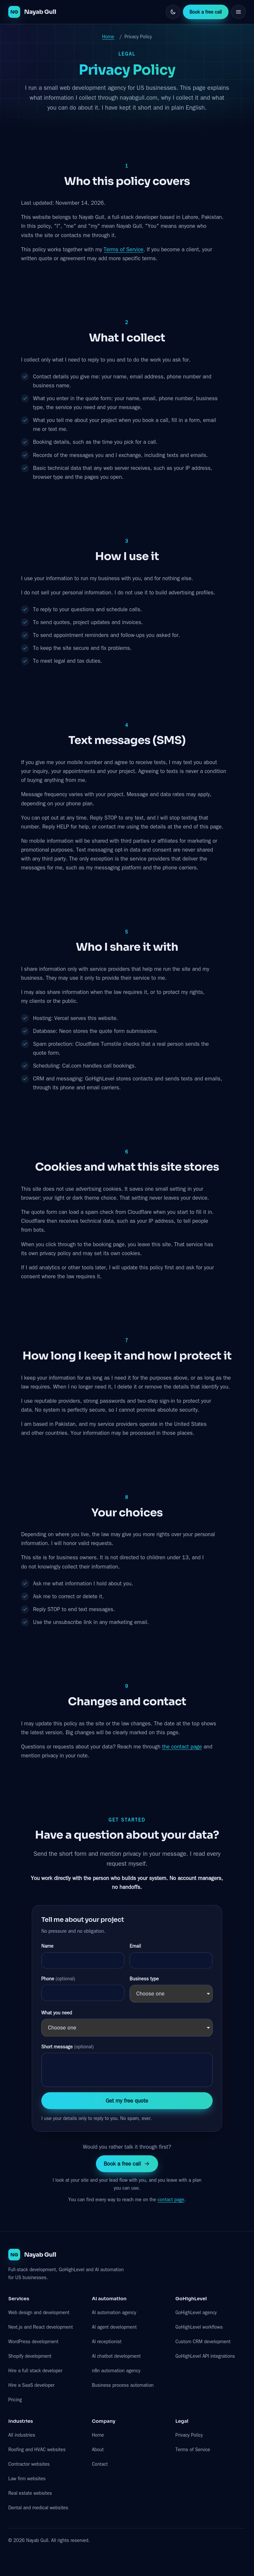 NG Nayab Gull
Book a free call
Home / Privacy Policy
LEGAL
Privacy Policy
I run a small web development agency for US businesses. This page explains
what information I collect through nayabgull.com, why I collect it and what
you can do about it. I have kept it short and in plain English.
1
Who this policy covers
Last updated: November 14, 2026.
This website belongs to Nayab Gull, a full-stack developer based in Lahore, Pakistan.
In this policy, "I", "me" and "my" mean Nayab Gull. "You" means anyone who
visits the site or contacts me through it.
This policy works together with my Terms of Service. If you become a client, your
written quote or agreement may add more specific terms.
2
What I collect
I collect only what I need to reply to you and to do the work you ask for.
Contact details you give me: your name, email address, phone number and
business name.
What you enter in the quote form: your name, email, phone number, business
type, the service you need and your message.
What you tell me about your project when you book a call, fill in a form, email
me or text me.
Booking details, such as the time you pick for a call.
Records of the messages you and I exchange, including texts and emails.
Basic technical data that any web server receives, such as your IP address,
browser type and the pages you open.
3
How I use it
I use your information to run my business with you, and for nothing else.
I do not sell your personal information. I do not use it to build advertising profiles.
To reply to your questions and schedule calls.
To send quotes, project updates and invoices.
To send appointment reminders and follow-ups you asked for.
To keep the site secure and fix problems.
To meet legal and tax duties.
4
Text messages (SMS)
If you give me your mobile number and agree to receive texts, I may text you about
your inquiry, your appointments and your project. Agreeing to texts is never a condition
of buying anything from me.
Message frequency varies with your project. Message and data rates may apply,
depending on your phone plan.
You can opt out at any time. Reply STOP to any text, and I will stop texting that
number. Reply HELP for help, or contact me using the details at the end of this page.
No mobile information will be shared with third parties or affiliates for marketing or
promotional purposes. Text messaging opt in data and consent are never shared
with any third party. The only exception is the service providers that deliver the
messages for me, such as my messaging platform and the phone carriers.
5
Who I share it with
I share information only with service providers that help me run the site and my
business. They may use it only to provide their service to me.
I may also share information when the law requires it, or to protect my rights,
my clients or the public.
Hosting: Vercel serves this website.
Database: Neon stores the quote form submissions.
Spam protection: Cloudflare Turnstile checks that a real person sends the
quote form.
Scheduling: Cal.com handles call bookings.
CRM and messaging: GoHighLevel stores contacts and sends texts and emails,
through its phone and email carriers.
6
Cookies and what this site stores
This site does not use advertising cookies. It saves one small setting in your
browser: your light or dark theme choice. That setting never leaves your device.
The quote form can load a spam check from Cloudflare when you start to fill it in.
Cloudflare then receives technical data, such as your IP address, to tell people
from bots.
When you click through to the booking page, you leave this site. That service has
its own privacy policy and may set its own cookies.
If I add analytics or other tools later, I will update this policy first and ask for your
consent where the law requires it.
7
How long I keep it and how I protect it
I keep your information for as long as I need it for the purposes above, or as long as the
law requires. When I no longer need it, I delete it or remove the details that identify you.
I use reputable providers, strong passwords and two-step sign-in to protect your
data. No system is perfectly secure, so I cannot promise absolute security.
I am based in Pakistan, and my service providers operate in the United States
and other countries. Your information may be processed in those places.
8
Your choices
Depending on where you live, the law may give you more rights over your personal
information. I will honor valid requests.
This site is for business owners. It is not directed to children under 13, and I
do not knowingly collect their information.
Ask me what information I hold about you.
Ask me to correct or delete it.
Reply STOP to end text messages.
Use the unsubscribe link in any marketing email.
9
Changes and contact
I may update this policy as the site or the law changes. The date at the top shows
the latest version. Big changes will be clearly marked on this page.
Questions or requests about your data? Reach me through the contact page and
mention privacy in your note.
GET STARTED
Have a question about your data?
Send the short form and mention privacy in your message. I read every
request myself.
You work directly with the person who builds your system. No account managers,
no handoffs.
Tell me about your project
No pressure and no obligation.
Name
Email
Phone (optional)
Business type
Choose one
What you need
Choose one
Short message (optional)
Get my free quote
I use your details only to reply to you. No spam, ever.
Would you rather talk it through first?
Book a free call →
I look at your site and your lead flow with you, and you leave with a plan
you can use.
You can find every way to reach me on the contact page.
NG Nayab Gull
Full-stack development, GoHighLevel and AI automation
for US businesses.
Services
Web design and development
Next.js and React development
WordPress development
Shopify development
Hire a full stack developer
Hire a SaaS developer
Pricing
AI automation
AI automation agency
AI agent development
AI receptionist
AI chatbot development
n8n automation agency
Business process automation
GoHighLevel
GoHighLevel agency
GoHighLevel workflows
Custom CRM development
GoHighLevel API integrations
Industries
All industries
Roofing and HVAC websites
Contractor websites
Law firm websites
Real estate websites
Dental and medical websites
Company
Home
About
Contact
Legal
Privacy Policy
Terms of Service
© 2026 Nayab Gull. All rights reserved.